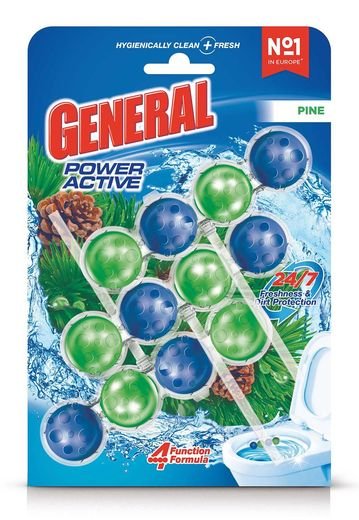 HYGIENICALLY CLEAN + FRESH
Nº1
IN EUROPE*
PINE
GENERAL
POWER
ACTIVE
24/7
Freshness &
Dirt Protection
4 Function
Formula